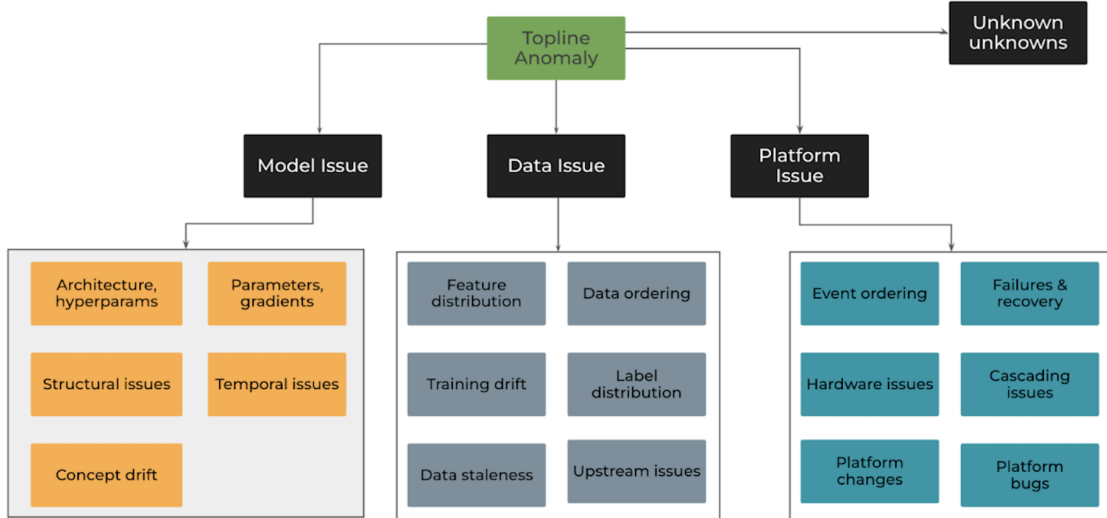 Topline
Anomaly
Unknown
unknowns
Model Issue
Data Issue
Platform
Issue
Architecture,
hyperparams
Parameters,
gradients
Structural issues
Temporal issues
Concept drift
Feature
distribution
Data ordering
Training drift
Label
distribution
Data staleness
Upstream issues
Event ordering
Failures &
recovery
Hardware issues
Cascading
issues
Platform
changes
Platform
bugs